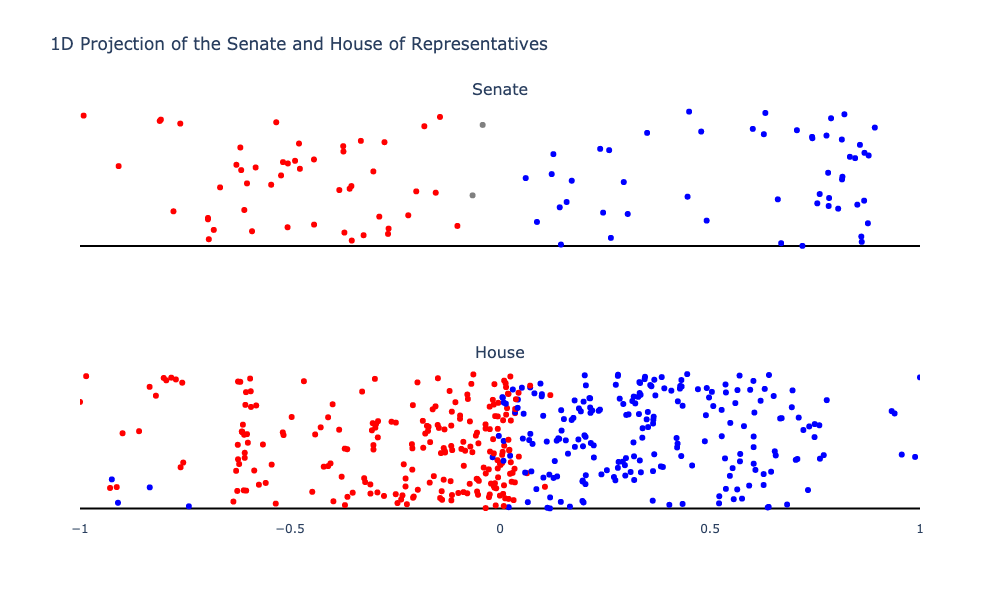 1D Projection of the Senate and House of Representatives
Senate
House
−1
−0.5
0
0.5
1